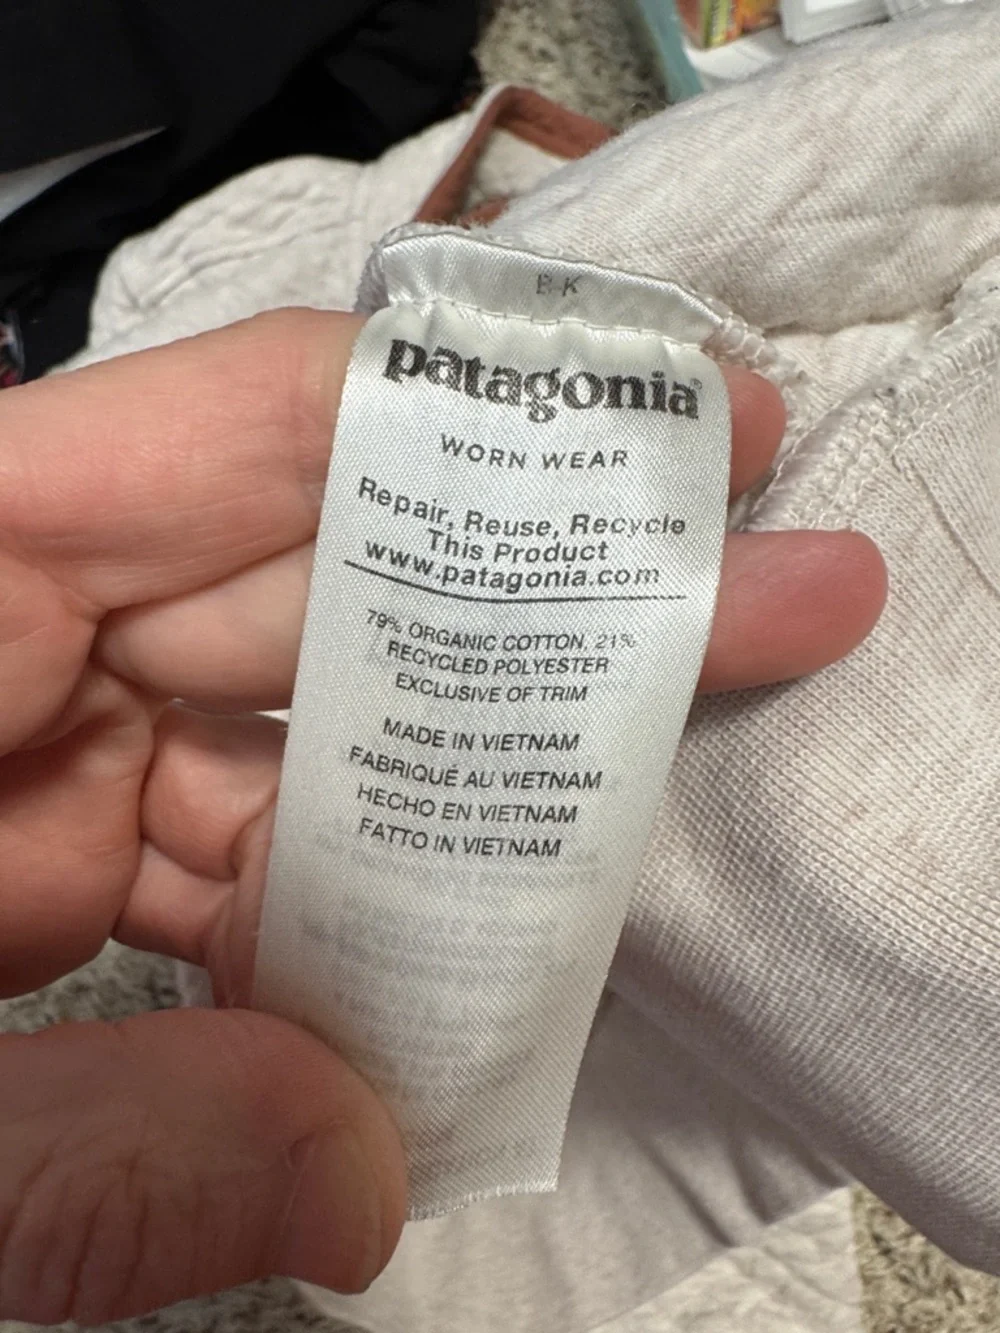 patagonia®
WORN WEAR
Repair, Reuse, Recycle
This Product
www.patagonia.com
79% ORGANIC COTTON, 21%
RECYCLED POLYESTER
EXCLUSIVE OF TRIM
MADE IN VIETNAM
FABRIQUÉ AU VIETNAM
HECHO EN VIETNAM
FATTO IN VIETNAM